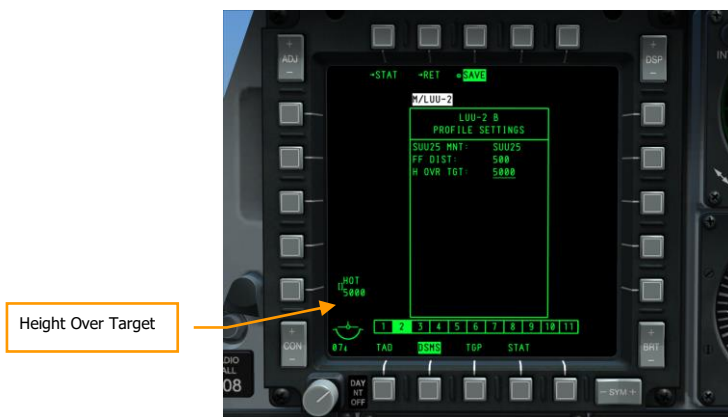 ADJ
DSP
→STAT →RET SAVE
M/LUU-2
LUU-2 B
PROFILE SETTINGS
SUU25 MNT: SUU25
FF DIST: 500
H OVR TGT: 5000
HOT
5000
Height Over Target
1 2 3 4 5 6 7 8 9 10 11
CON
BRT
TAD DSMS TGP STAT
DAY
NT
OFF
- SYM +
ALL
08